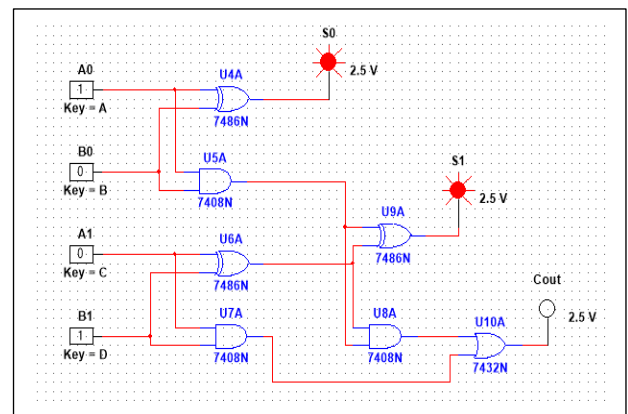 S0
2.5 V
A0
1
Key = A
U4A
7486N
B0
0
Key = B
U5A
7408N
S1
2.5 V
U9A
7486N
A1
0
Key = C
U6A
7486N
Cout
2.5 V
B1
1
Key = D
U7A
7408N
U8A
7408N
U10A
7432N